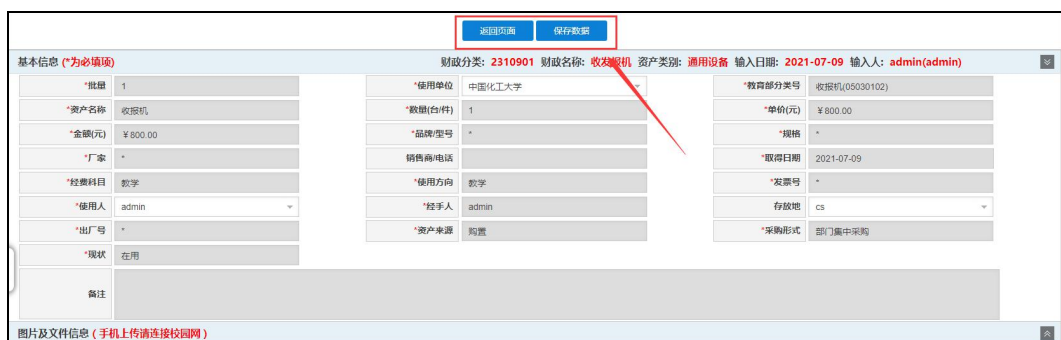 返回页面 保存数据
基本信息 (*为必填项) 财政分类: 2310901 财政名称: 收发报机 资产类别: 通用设备 输入日期: 2021-07-09 输入人: admin(admin)
*批量 1 *使用单位 中国化工大学 *教育部分类号 收报机(05030102)
*资产名称 收报机 *数量(台/件) 1 *单价(元) ¥800.00
*金额(元) ¥800.00 *品牌/型号 * *规格 *
*厂家 * 销售商/电话 *取得日期 2021-07-09
*经费科目 教学 *使用方向 教学 *发票号 *
*使用人 admin *经手人 admin 存放地 cs
*出厂号 * *资产来源 购置 *采购形式 部门集中采购
*现状 在用
备注
图片及文件信息 ( 手机上传请连接校园网 )